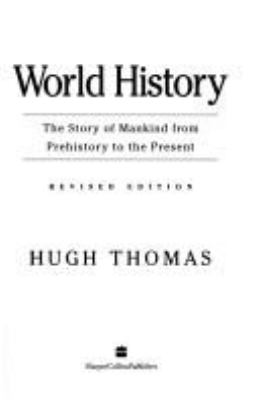 World History
The Story of Mankind from
Prehistory to the Present
REVISED EDITION
HUGH THOMAS
HarperCollinsPublishers